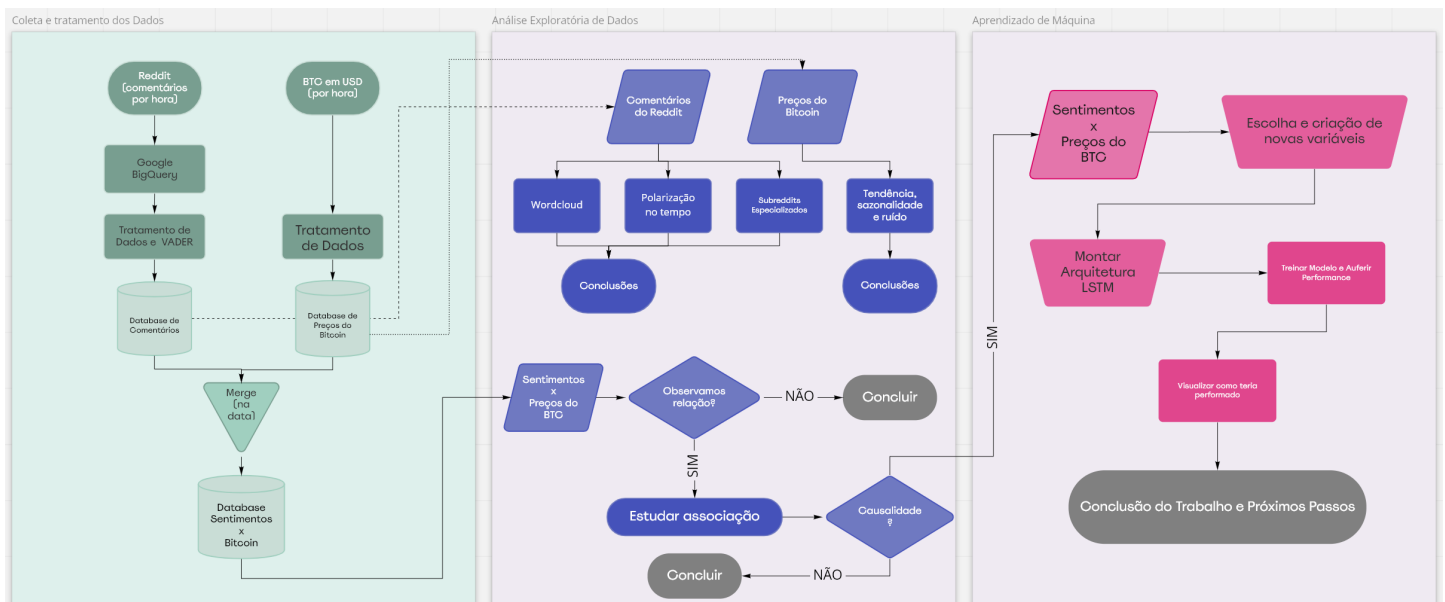 Coleta e tratamento dos Dados
Reddit
(comentários
por hora)
BTC em USD
(por hora)
Google
BigQuery
Tratamento de
Dados e VADER
Tratamento
de Dados
Database de
Comentários
Database de
Preços do
Bitcoin
Merge
(na
data)
Database
Sentimentos
x
Bitcoin
Análise Exploratória de Dados
Comentários
do Reddit
Preços do
Bitcoin
Wordcloud
Polarização
no tempo
Subreddits
Especializados
Tendência,
sazonalidade
e ruído
Conclusões
Conclusões
Sentimentos
x
Preços do
BTC
Observamos
relação?
NÃO
Concluir
SIM
Estudar associação
Causalidade
?
NÃO
Concluir
SIM
Aprendizado de Máquina
Sentimentos
x
Preços do
BTC
Escolha e criação de
novas variáveis
Montar
Arquitetura
LSTM
Treinar Modelo e Auferir
Performance
Visualizar como teria
performado
Conclusão do Trabalho e Próximos Passos